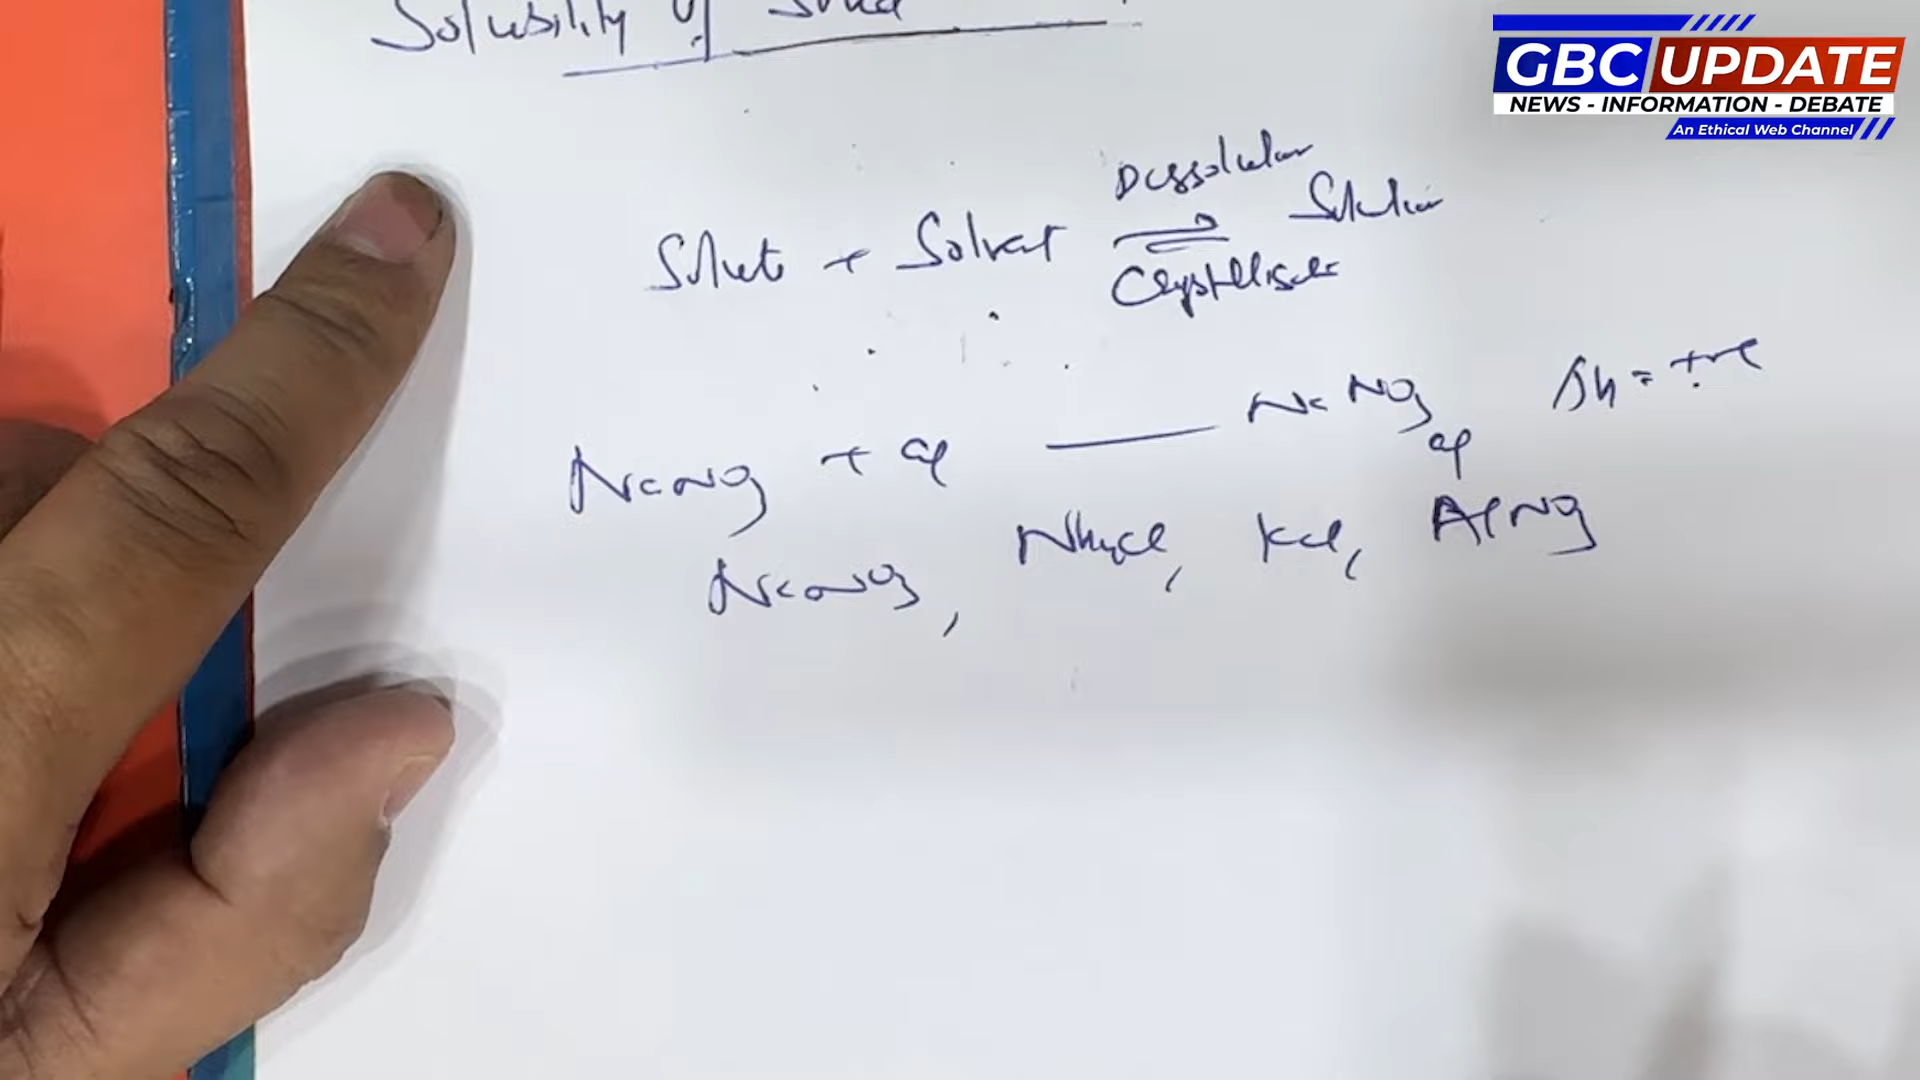 Solubility of Solid
GBC UPDATE
NEWS - INFORMATION - DEBATE
An Ethical Web Channel
Dissolution
Solute + Solvent ⇌ Solution
Crystallisation
NaNO3 + aq —— NaNO3 aq Δh = +ve
NaNO3, NH4Cl, KCl, AgNO3